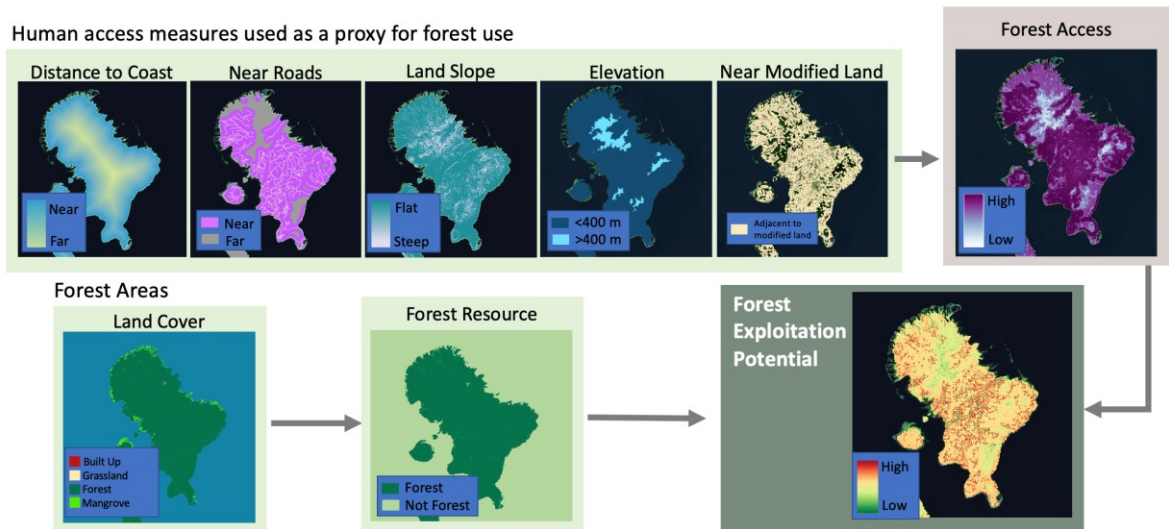 Human access measures used as a proxy for forest use
Forest Access
Distance to Coast
Near Roads
Land Slope
Elevation
Near Modified Land
Near
Far
Near
Far
Flat
Steep
<400 m
>400 m
Adjacent to
modified land
High
Low
Forest Areas
Land Cover
Forest Resource
Forest
Exploitation
Potential
Built Up
Grassland
Forest
Mangrove
Forest
Not Forest
High
Low